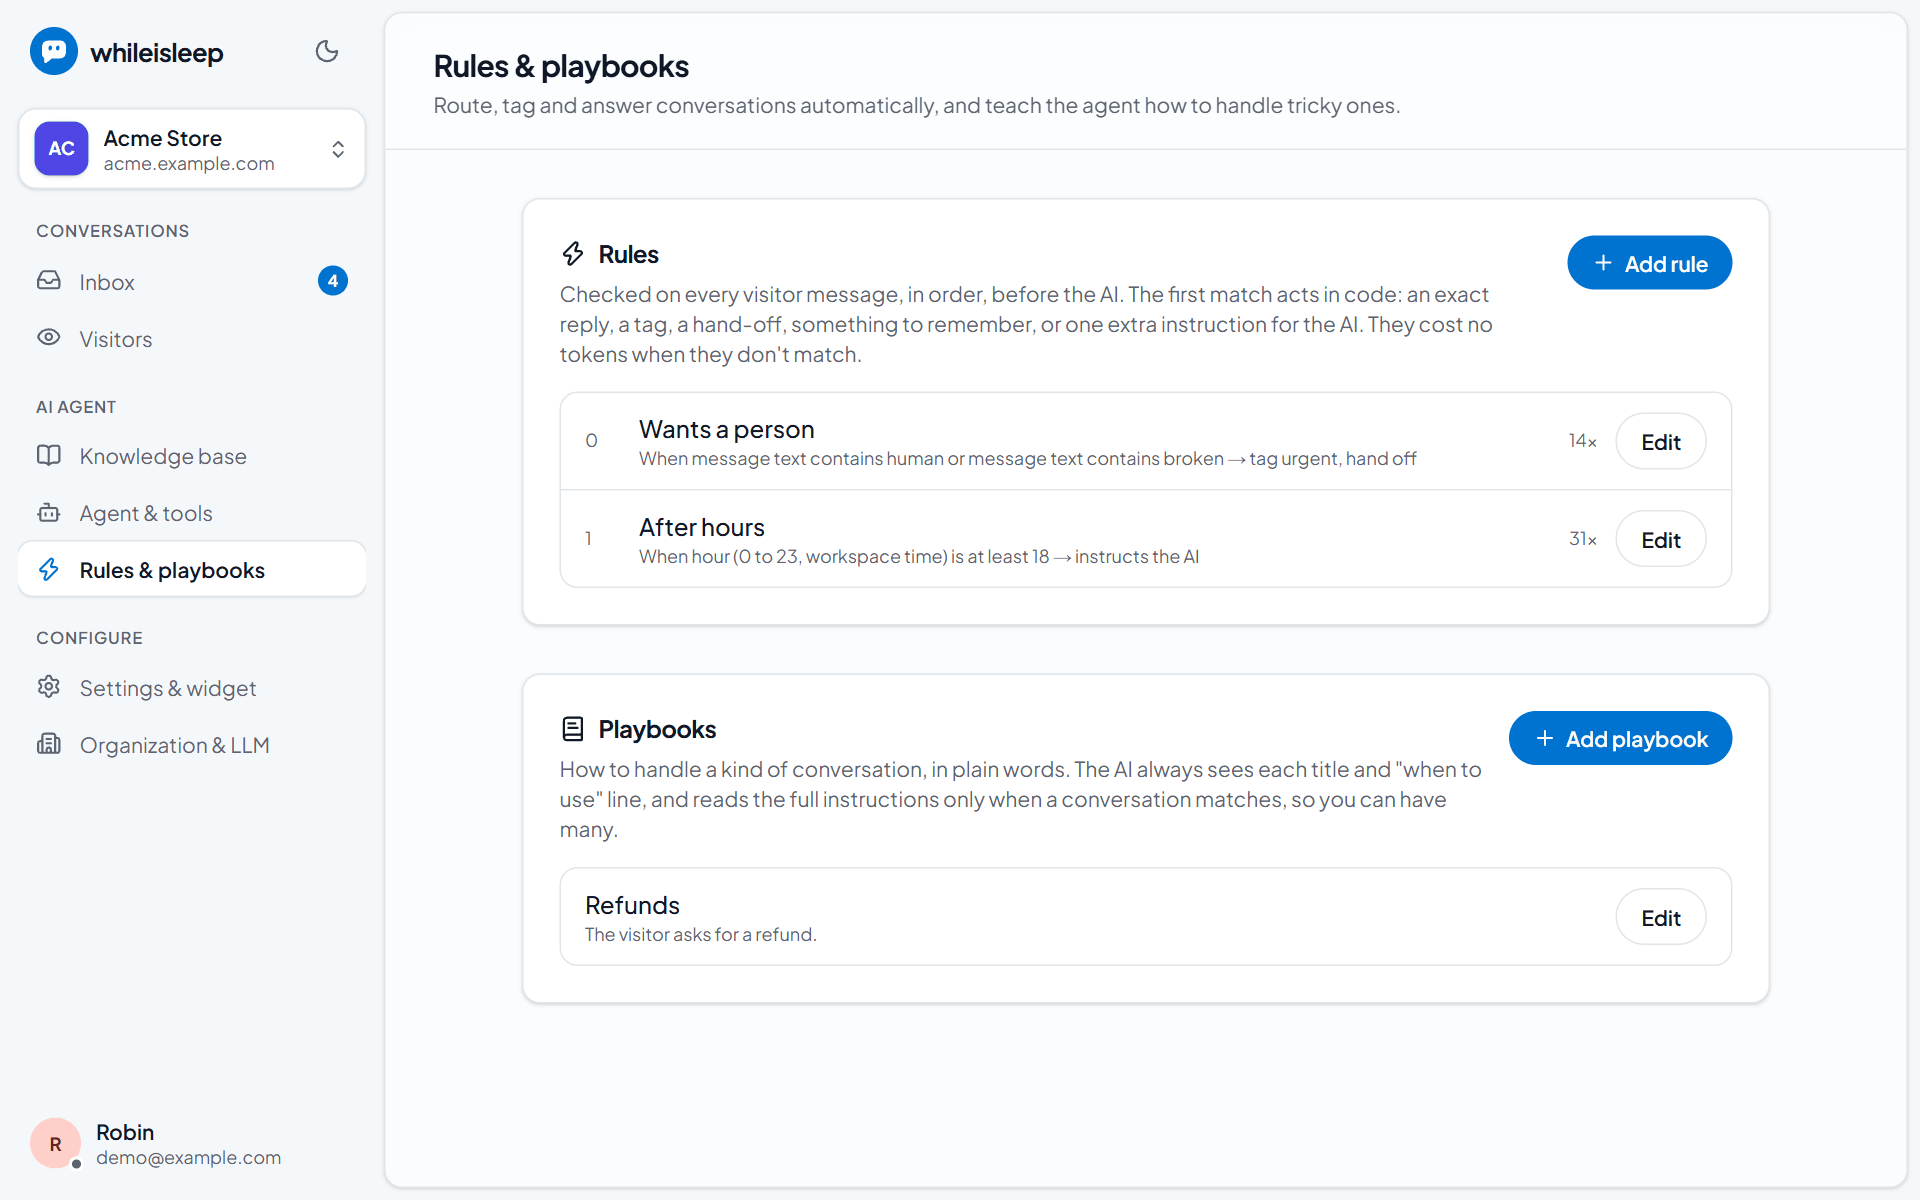 whileisleep
AC
Acme Store
acme.example.com
CONVERSATIONS
Inbox
4
Visitors
AI AGENT
Knowledge base
Agent & tools
Rules & playbooks
CONFIGURE
Settings & widget
Organization & LLM
R
Robin
demo@example.com
Rules & playbooks
Route, tag and answer conversations automatically, and teach the agent how to handle tricky ones.
Rules
Add rule
Checked on every visitor message, in order, before the AI. The first match acts in code: an exact
reply, a tag, a hand-off, something to remember, or one extra instruction for the AI. They cost no
tokens when they don't match.
0
Wants a person
When message text contains human or message text contains broken → tag urgent, hand off
14×
Edit
1
After hours
When hour (0 to 23, workspace time) is at least 18 → instructs the AI
31×
Edit
Playbooks
Add playbook
How to handle a kind of conversation, in plain words. The AI always sees each title and "when to
use" line, and reads the full instructions only when a conversation matches, so you can have
many.
Refunds
The visitor asks for a refund.
Edit